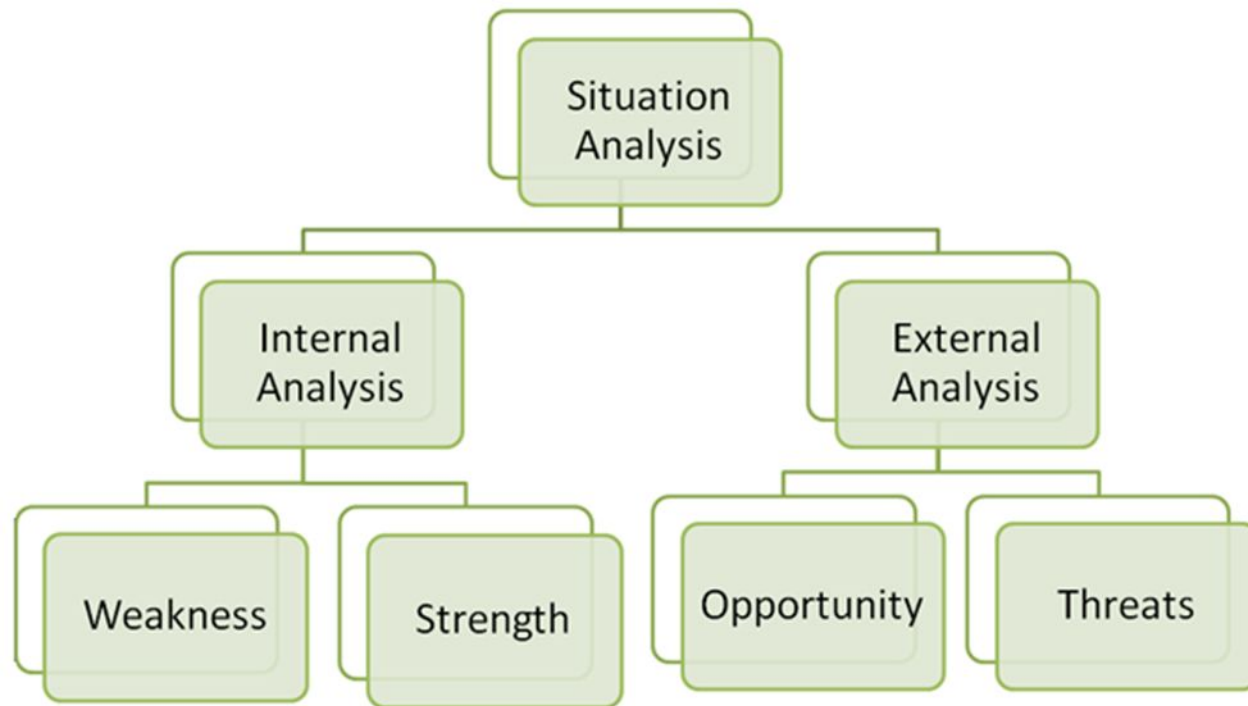 Situation
Analysis
Internal
Analysis
External
Analysis
Weakness
Strength
Opportunity
Threats